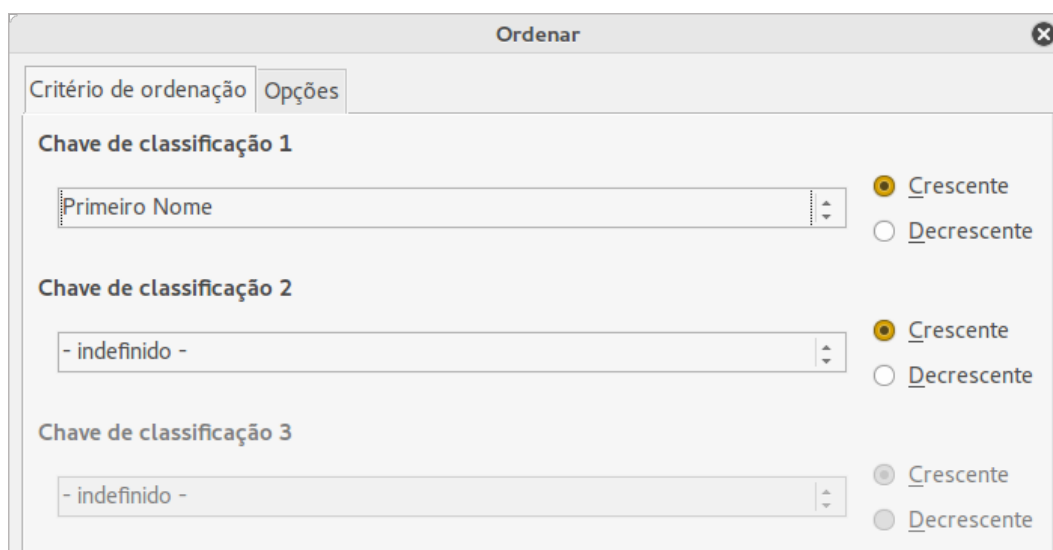 Ordenar
Critério de ordenação Opções
Chave de classificação 1
Primeiro Nome
Crescente
Decrescente
Chave de classificação 2
- indefinido -
Crescente
Decrescente
Chave de classificação 3
- indefinido -
Crescente
Decrescente